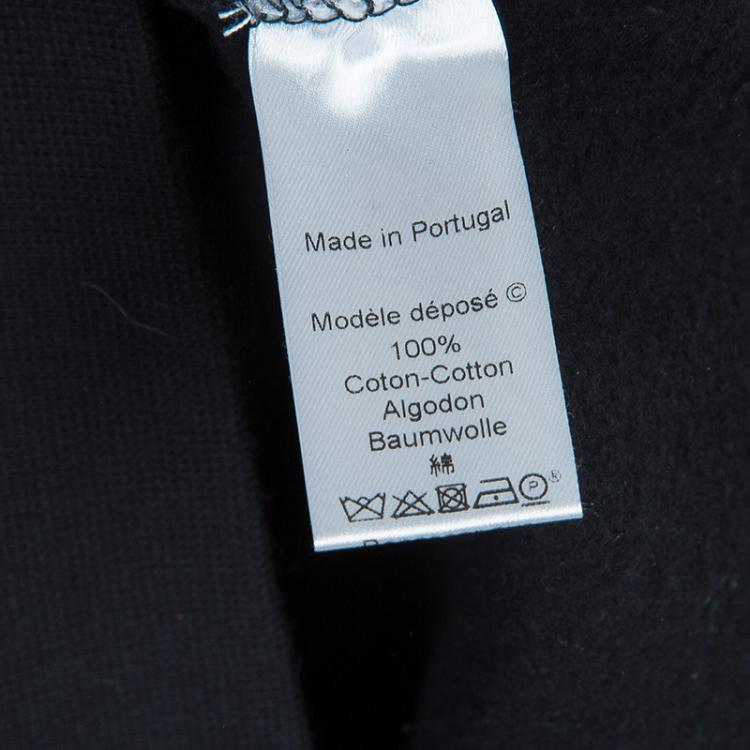 Made in Portugal
Modèle déposé ©
100%
Coton-Cotton
Algodon
Baumwolle
綿
P ®